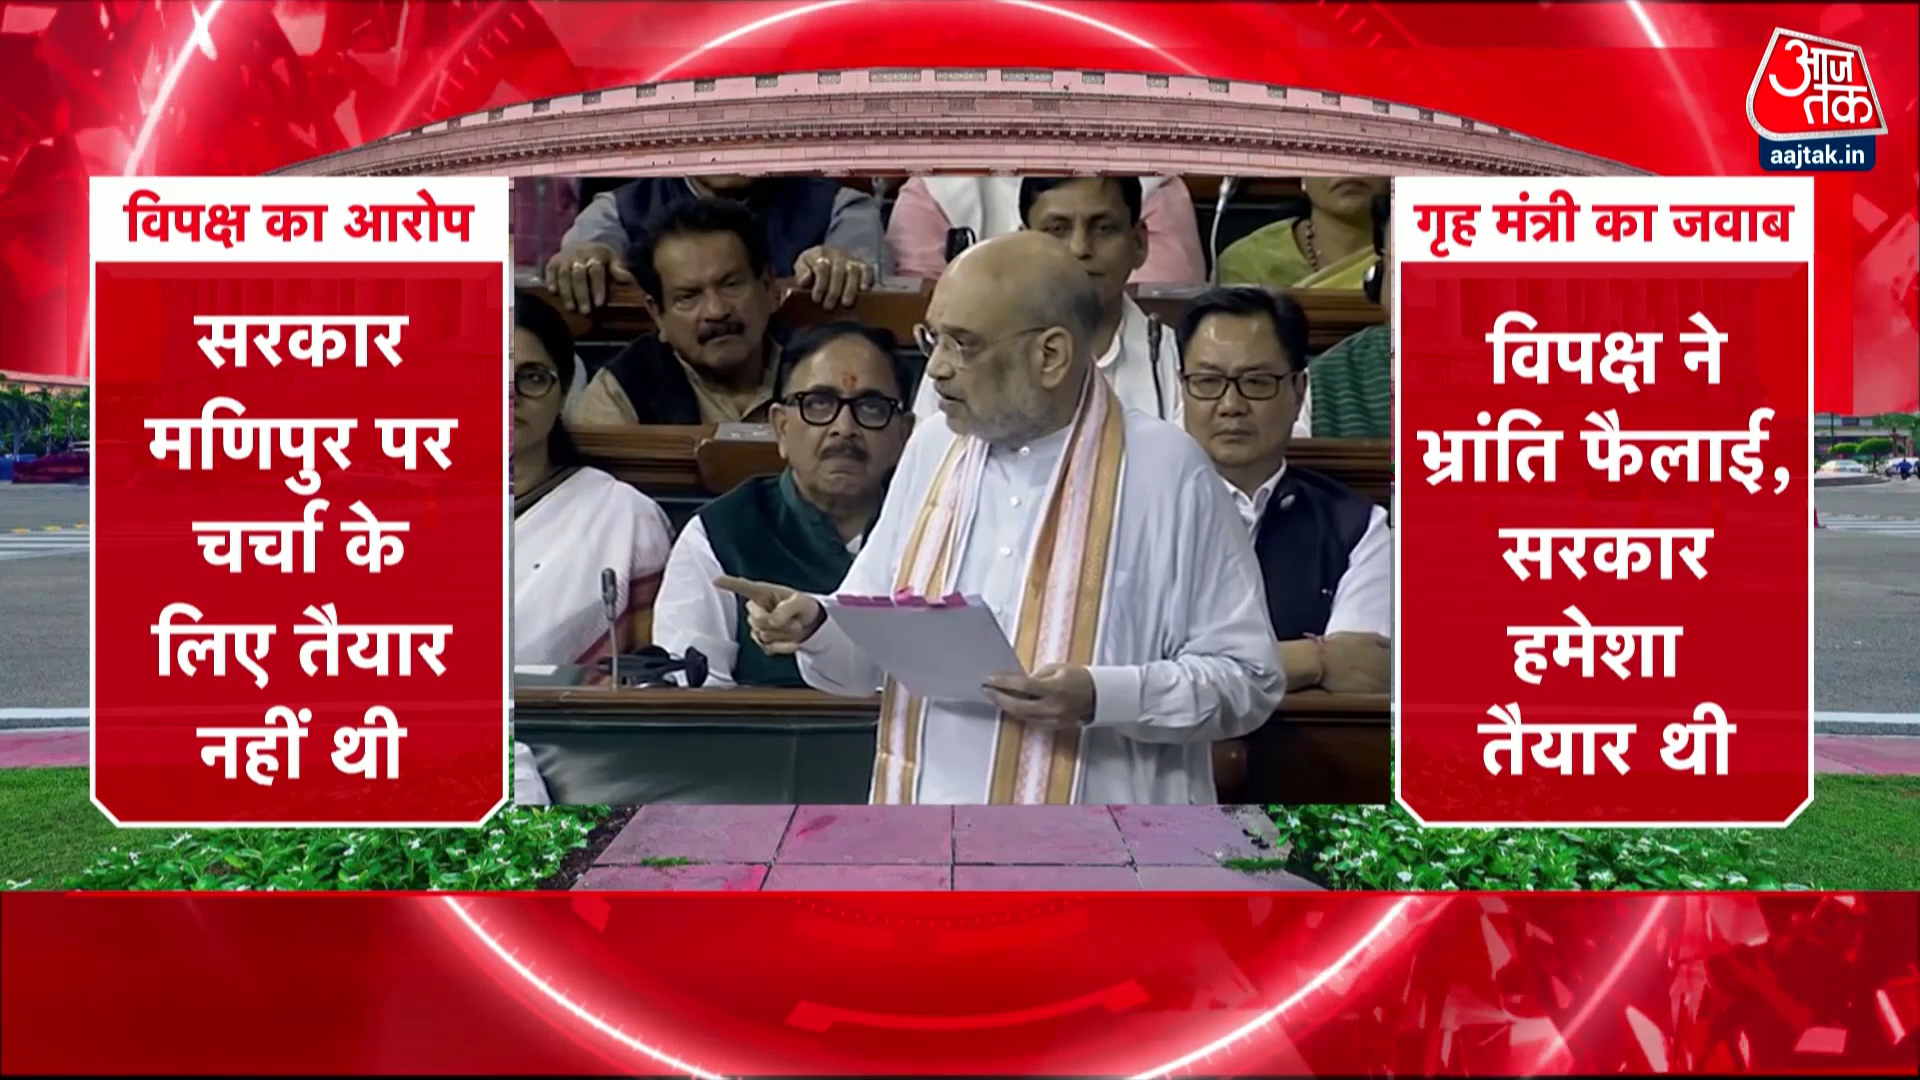 आज
तक
aajtak.in
विपक्ष का आरोप
सरकार
मणिपुर पर
चर्चा के
लिए तैयार
नहीं थी
गृह मंत्री का जवाब
विपक्ष ने
भ्रांति फैलाई,
सरकार
हमेशा
तैयार थी